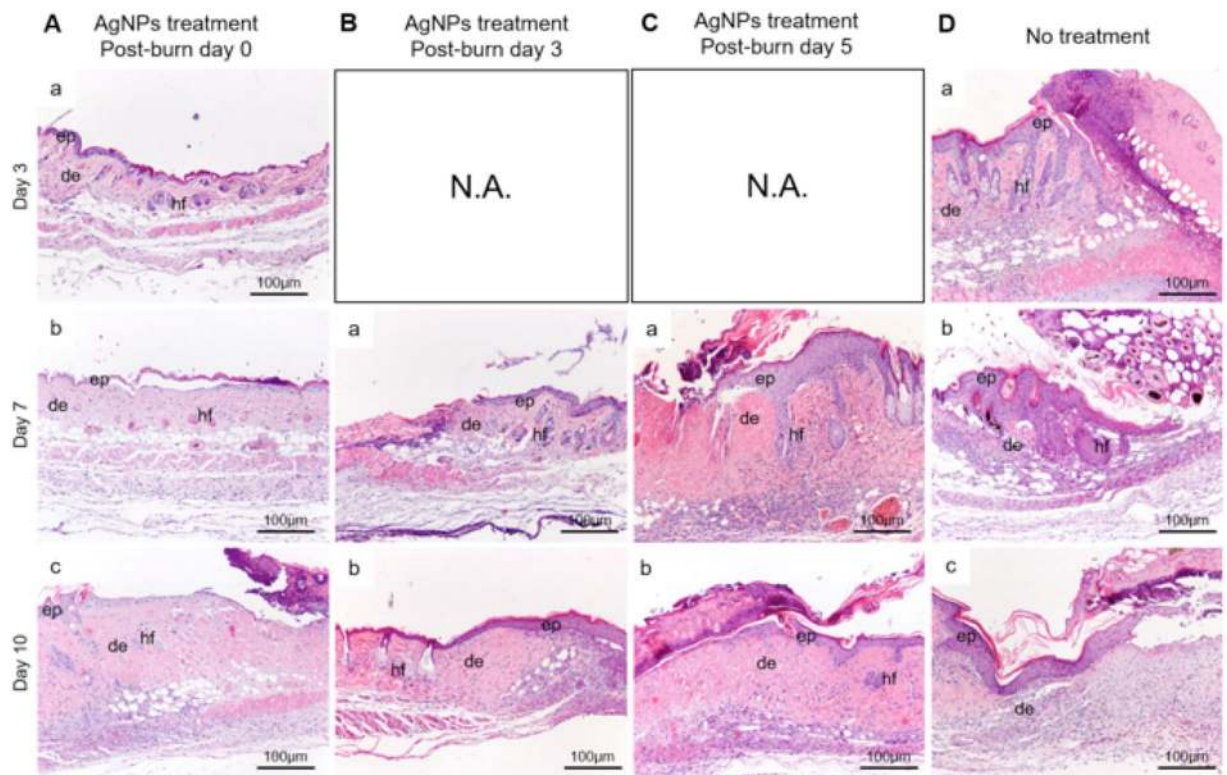 A AgNPs treatment
Post-burn day 0
B AgNPs treatment
Post-burn day 3
C AgNPs treatment
Post-burn day 5
D No treatment
Day 3
a
ep
de
hf
100µm
N.A.
N.A.
a
ep
hf
de
100µm
Day 7
b
ep
de
hf
100µm
a
ep
de
hf
100µm
a
ep
de
hf
100µm
b
ep
de
hf
100µm
Day 10
c
ep
de
hf
100µm
b
ep
de
hf
100µm
b
ep
de
hf
100µm
c
ep
de
100µm